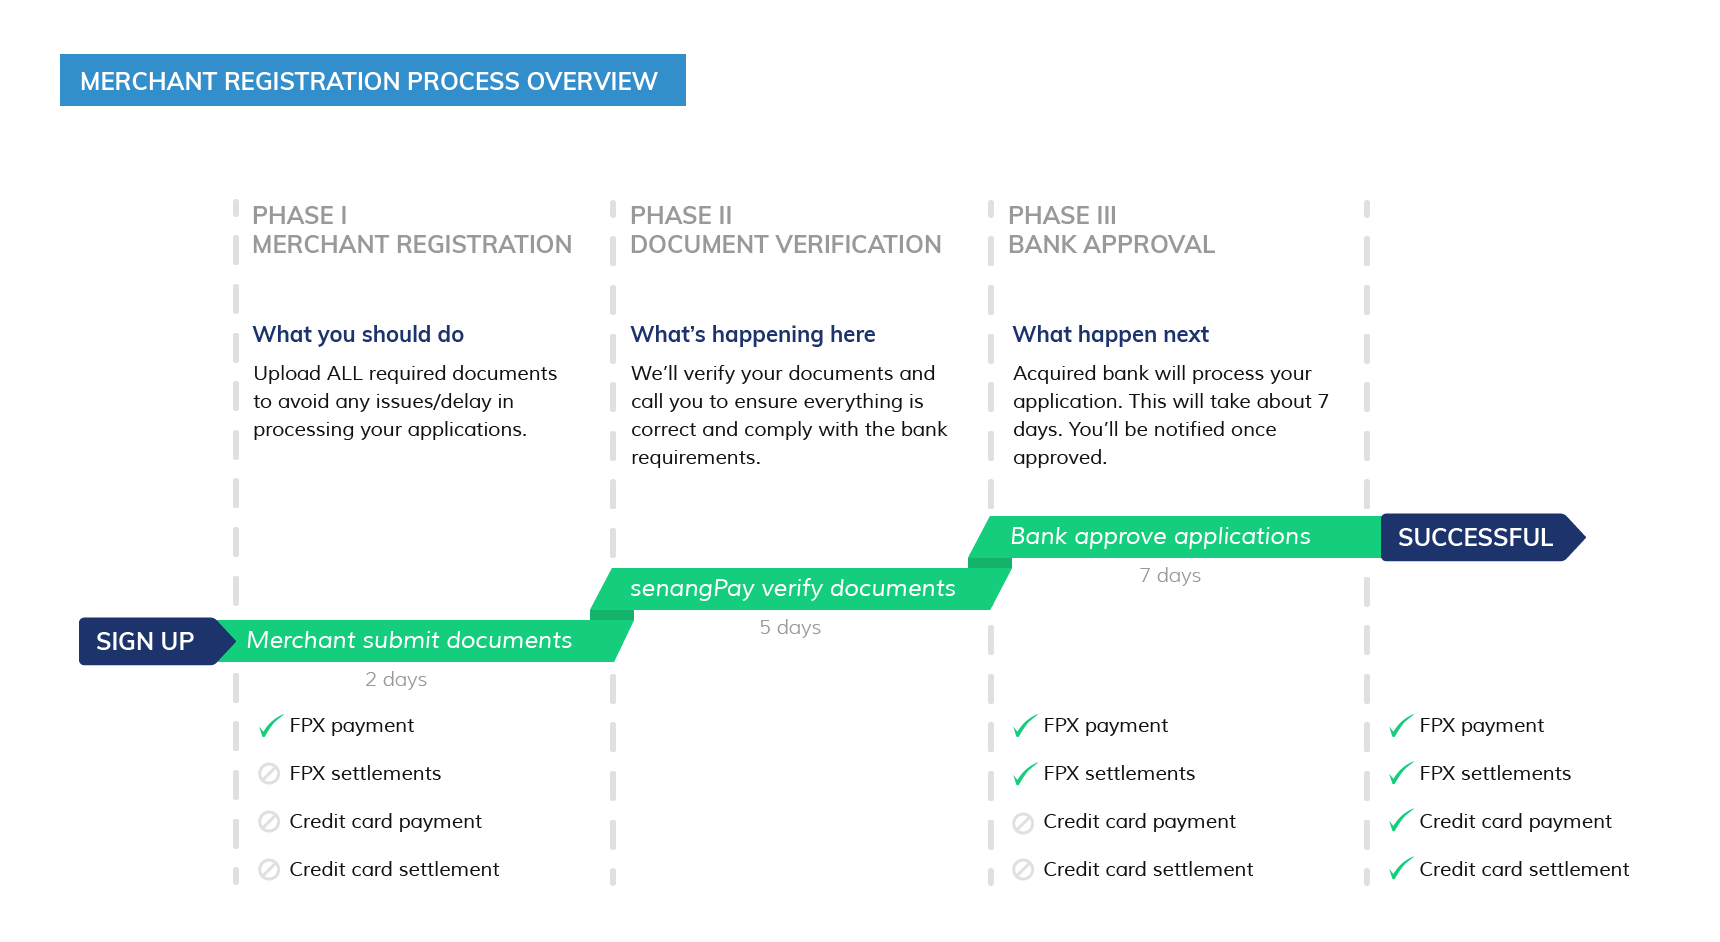 MERCHANT REGISTRATION PROCESS OVERVIEW
PHASE I
MERCHANT REGISTRATION
What you should do
Upload ALL required documents
to avoid any issues/delay in
processing your applications.
PHASE II
DOCUMENT VERIFICATION
What’s happening here
We’ll verify your documents and
call you to ensure everything is
correct and comply with the bank
requirements.
PHASE III
BANK APPROVAL
What happen next
Acquired bank will process your
application. This will take about 7
days. You’ll be notified once
approved.
SIGN UP
Merchant submit documents
2 days
senangPay verify documents
5 days
Bank approve applications
7 days
SUCCESSFUL
FPX payment
FPX settlements
Credit card payment
Credit card settlement
FPX payment
FPX settlements
Credit card payment
Credit card settlement
FPX payment
FPX settlements
Credit card payment
Credit card settlement